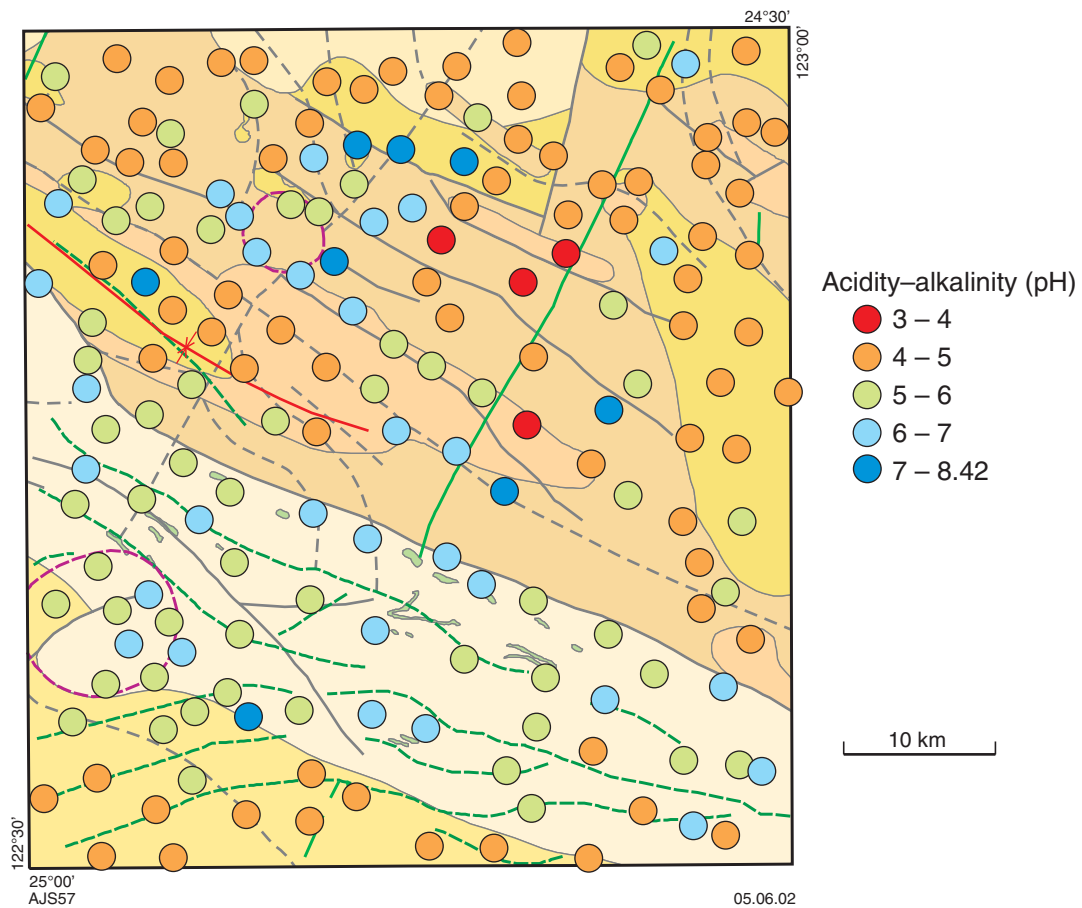 24°30'
123°00'
Acidity–alkalinity (pH)
3 – 4
4 – 5
5 – 6
6 – 7
7 – 8.42
10 km
122°30'
25°00'
AJS57
05.06.02